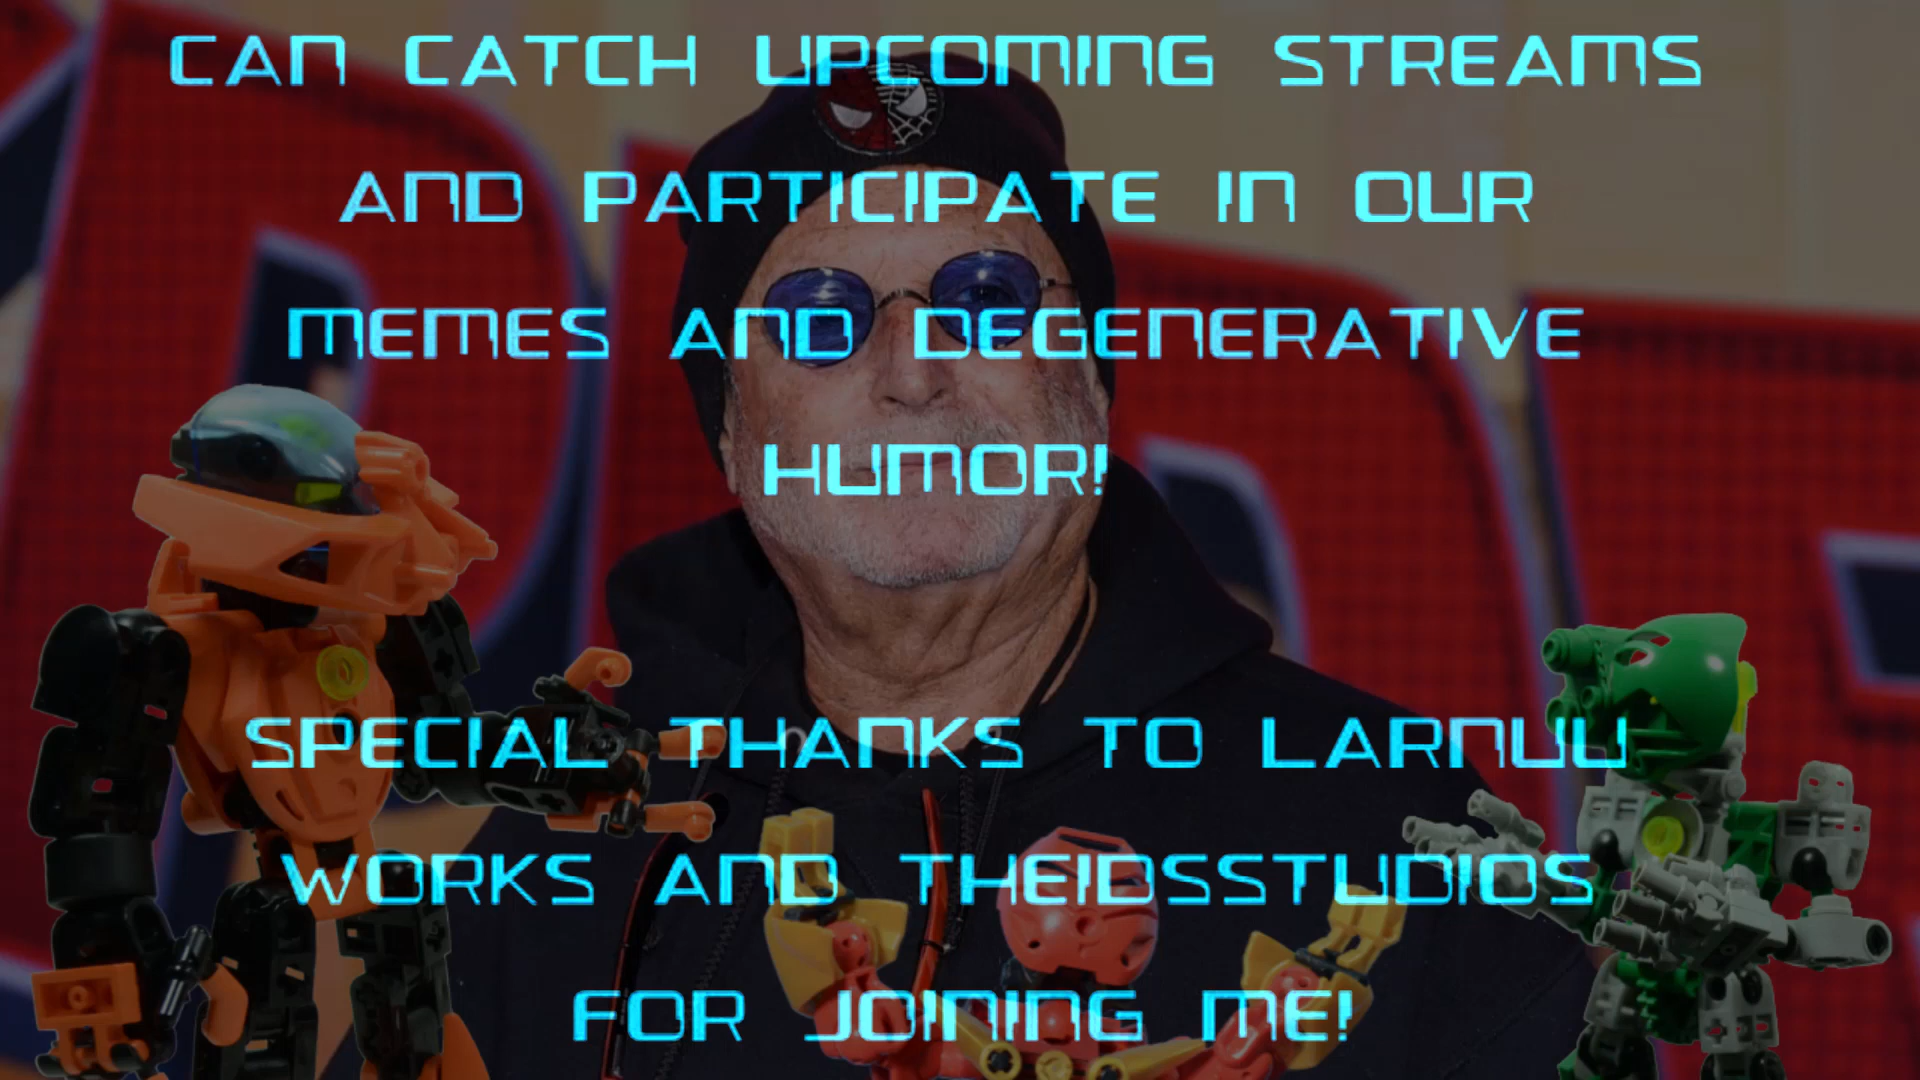 CAN CATCH UPCOMING STREAMS
AND PARTICIPATE IN OUR
MEMES AND DEGENERATIVE
HUMOR!
SPECIAL THANKS TO LARNUU
WORKS AND THEIDSSTUDIOS
FOR JOINING ME!